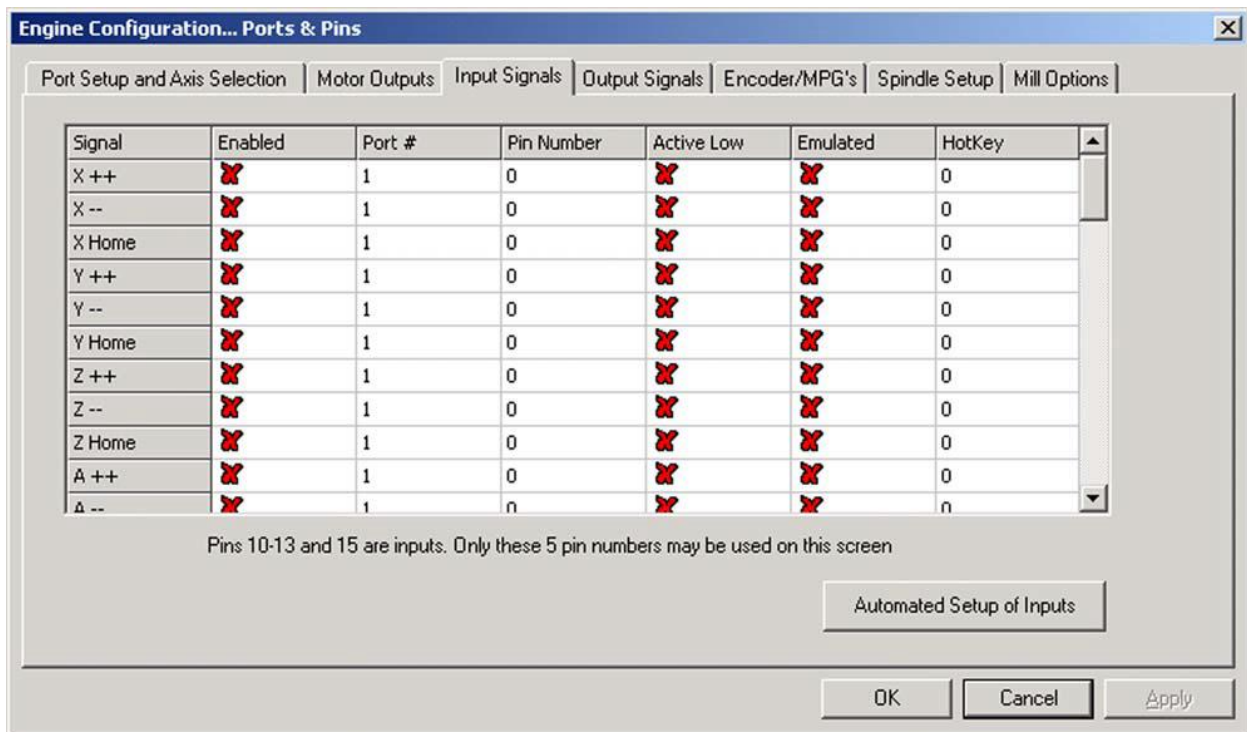 Engine Configuration... Ports & Pins
Port Setup and Axis Selection Motor Outputs Input Signals Output Signals Encoder/MPG's Spindle Setup Mill Options
Signal Enabled Port # Pin Number Active Low Emulated HotKey
X ++ 1 0 0
X -- 1 0 0
X Home 1 0 0
Y ++ 1 0 0
Y -- 1 0 0
Y Home 1 0 0
Z ++ 1 0 0
Z -- 1 0 0
Z Home 1 0 0
A ++ 1 0 0
A -- 1 0 0
Pins 10-13 and 15 are inputs. Only these 5 pin numbers may be used on this screen
Automated Setup of Inputs
OK Cancel Apply